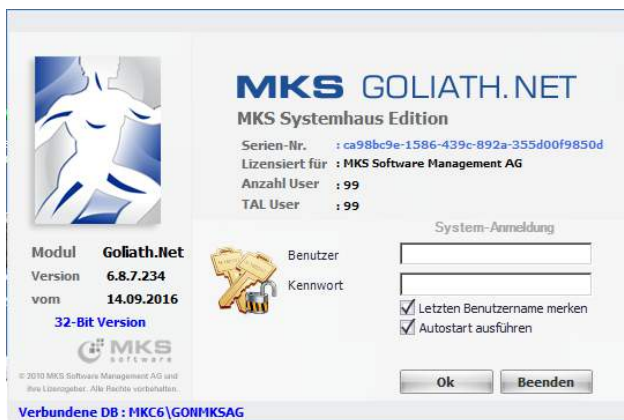 MKS GOLIATH.NET
MKS Systemhaus Edition
Serien-Nr. : ca98bc9e-1586-439c-892a-355d00f9850d
Lizensiert für : MKS Software Management AG
Anzahl User : 99
TAL User : 99
System-Anmeldung
Benutzer
Kennwort
Letzten Benutzername merken
Autostart ausführen
Ok Beenden
Modul Goliath.Net
Version 6.8.7.234
vom 14.09.2016
32-Bit Version
MKS
software
© 2010 MKS Software Management AG und
ihre Lizenzgeber. Alle Rechte vorbehalten.
Verbundene DB : MKC6\GONMKSAG